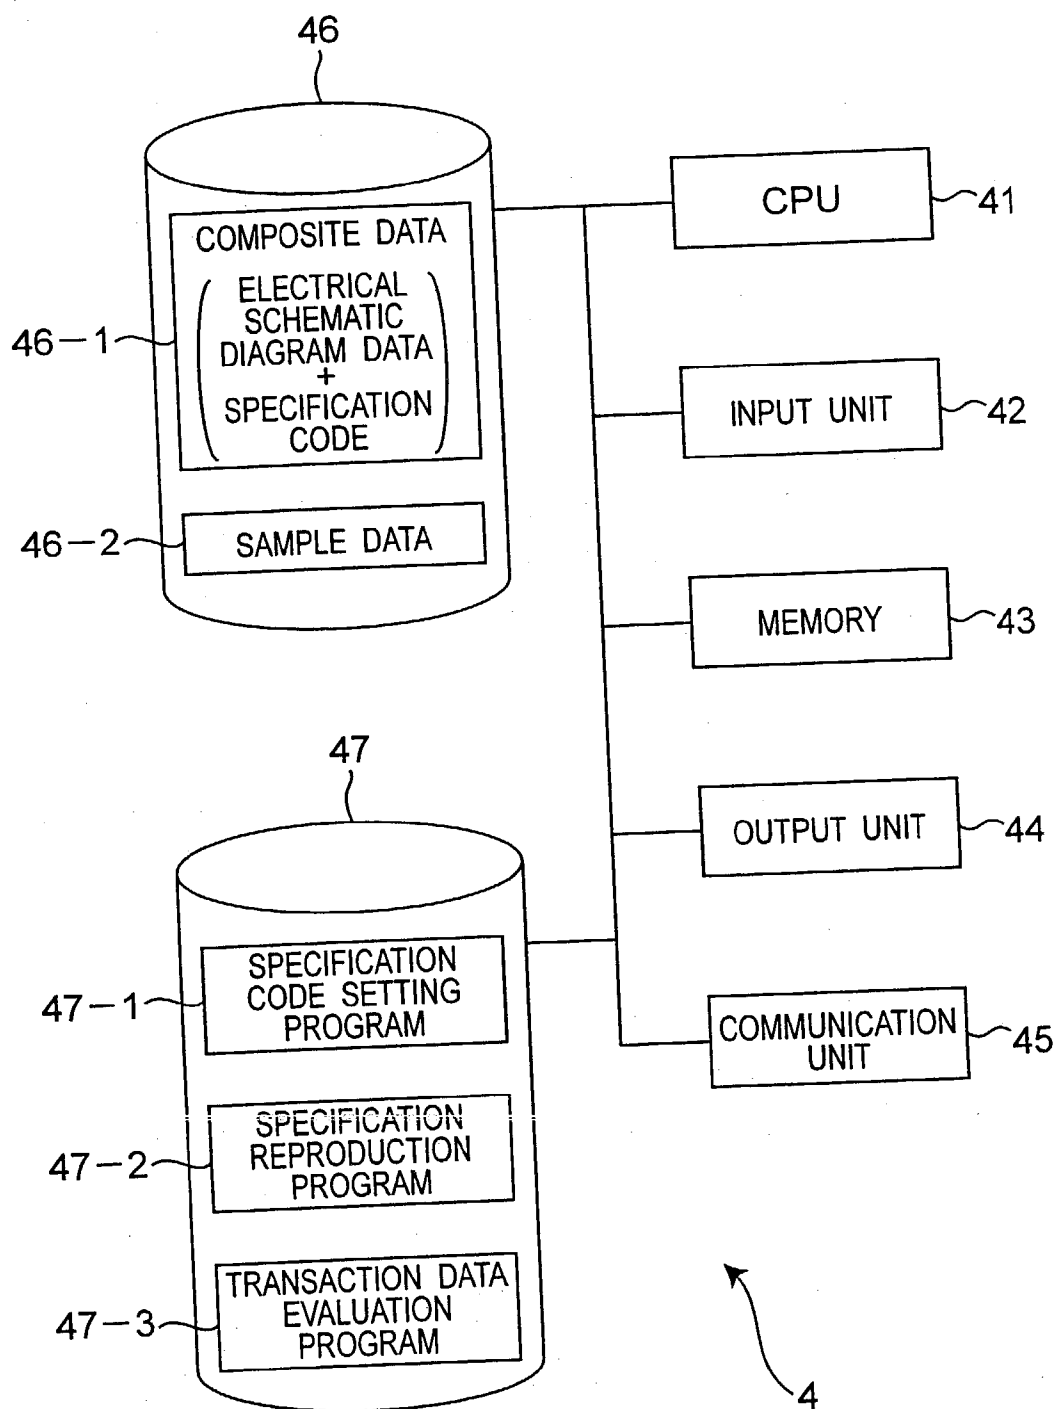 46
COMPOSITE DATA
ELECTRICAL
SCHEMATIC
DIAGRAM DATA
+
SPECIFICATION
CODE
46-1
SAMPLE DATA
46-2
CPU
41
INPUT UNIT
42
MEMORY
43
OUTPUT UNIT
44
COMMUNICATION
UNIT
45
47
SPECIFICATION
CODE SETTING
PROGRAM
47-1
SPECIFICATION
REPRODUCTION
PROGRAM
47-2
TRANSACTION DATA
EVALUATION
PROGRAM
47-3
4